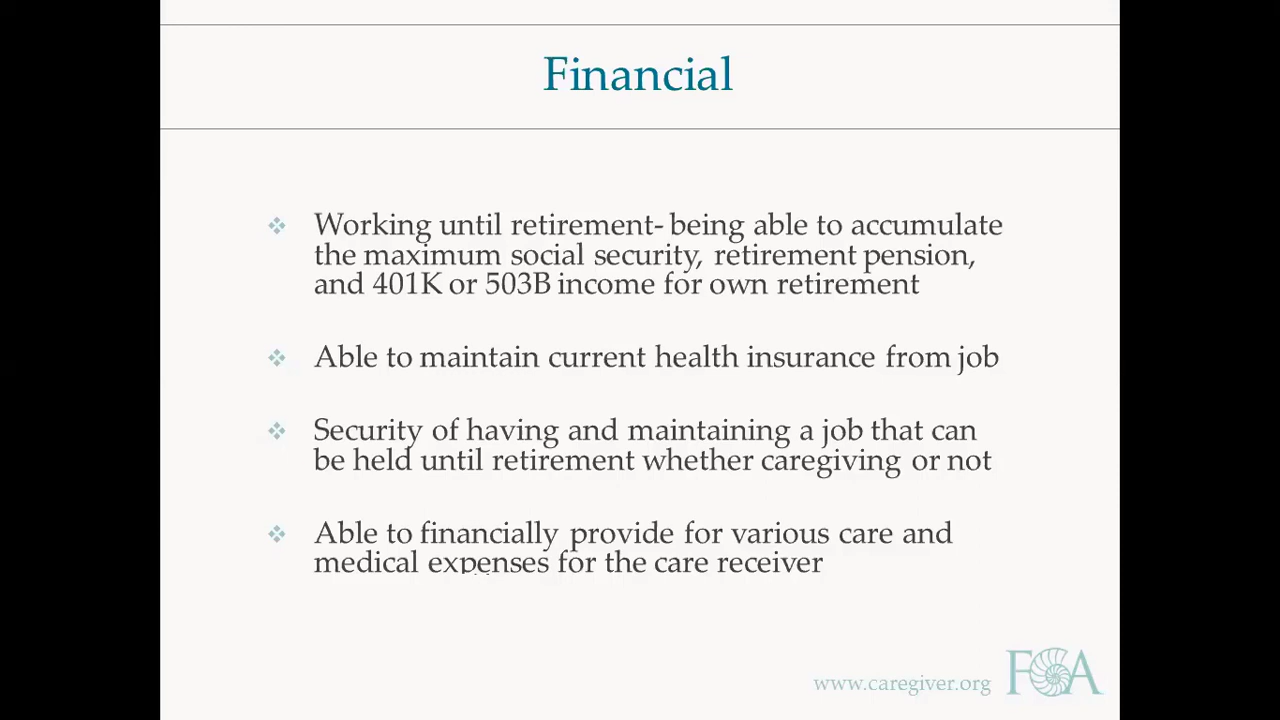 Financial
Working until retirement- being able to accumulate
the maximum social security, retirement pension,
and 401K or 503B income for own retirement
Able to maintain current health insurance from job
Security of having and maintaining a job that can
be held until retirement whether caregiving or not
Able to financially provide for various care and
medical expenses for the care receiver
www.caregiver.org FCA